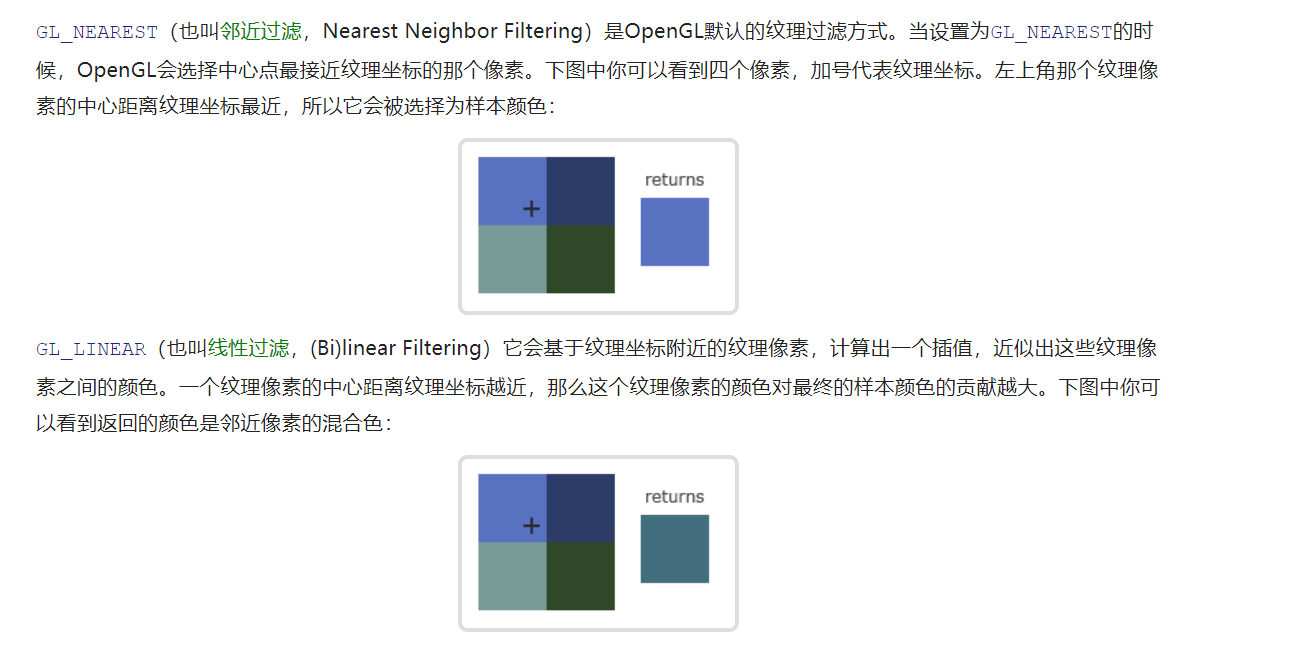 GL_NEAREST（也叫邻近过滤，Nearest Neighbor Filtering）是OpenGL默认的纹理过滤方式。当设置为GL_NEAREST的时
候，OpenGL会选择中心点最接近纹理坐标的那个像素。下图中你可以看到四个像素，加号代表纹理坐标。左上角那个纹理像
素的中心距离纹理坐标最近，所以它会被选择为样本颜色：
returns
GL_LINEAR（也叫线性过滤，(Bi)linear Filtering）它会基于纹理坐标附近的纹理像素，计算出一个插值，近似出这些纹理像
素之间的颜色。一个纹理像素的中心距离纹理坐标越近，那么这个纹理像素的颜色对最终的样本颜色的贡献越大。下图中你可
以看到返回的颜色是邻近像素的混合色：
returns